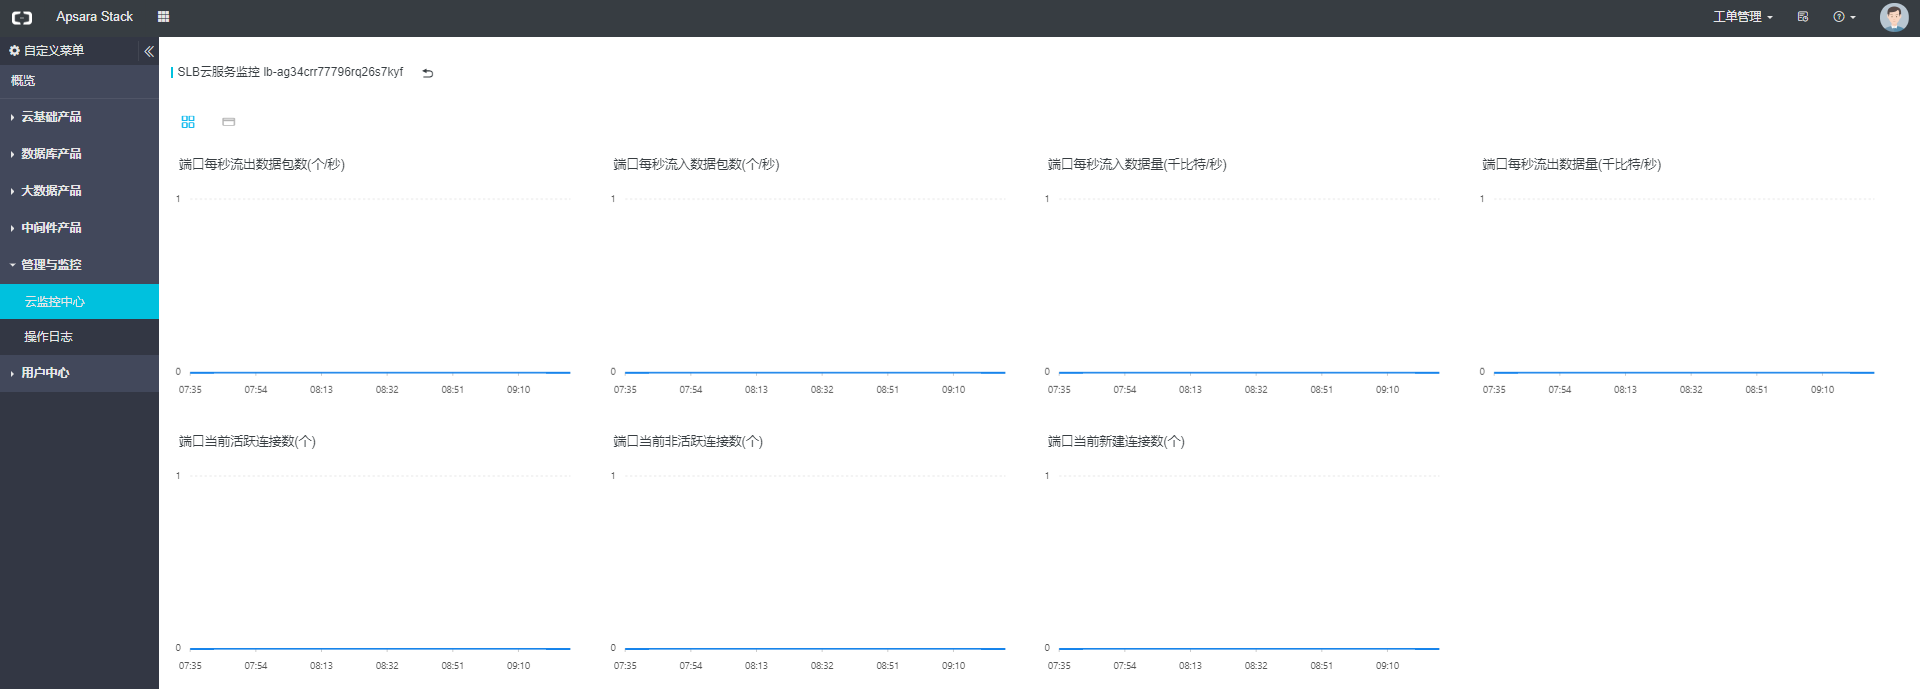 Apsara Stack
工单管理
自定义菜单
概览
云基础产品
数据库产品
大数据产品
中间件产品
管理与监控
云监控中心
操作日志
用户中心
SLB云服务监控 lb-ag34crr77796rq26s7kyf
端口每秒流出数据包数(个/秒)
1
0
07:35 07:54 08:13 08:32 08:51 09:10
端口每秒流入数据包数(个/秒)
1
0
07:35 07:54 08:13 08:32 08:51 09:10
端口每秒流入数据量(千比特/秒)
1
0
07:35 07:54 08:13 08:32 08:51 09:10
端口每秒流出数据量(千比特/秒)
1
0
07:35 07:54 08:13 08:32 08:51 09:10
端口当前活跃连接数(个)
1
0
07:35 07:54 08:13 08:32 08:51 09:10
端口当前非活跃连接数(个)
1
0
07:35 07:54 08:13 08:32 08:51 09:10
端口当前新建连接数(个)
1
0
07:35 07:54 08:13 08:32 08:51 09:10